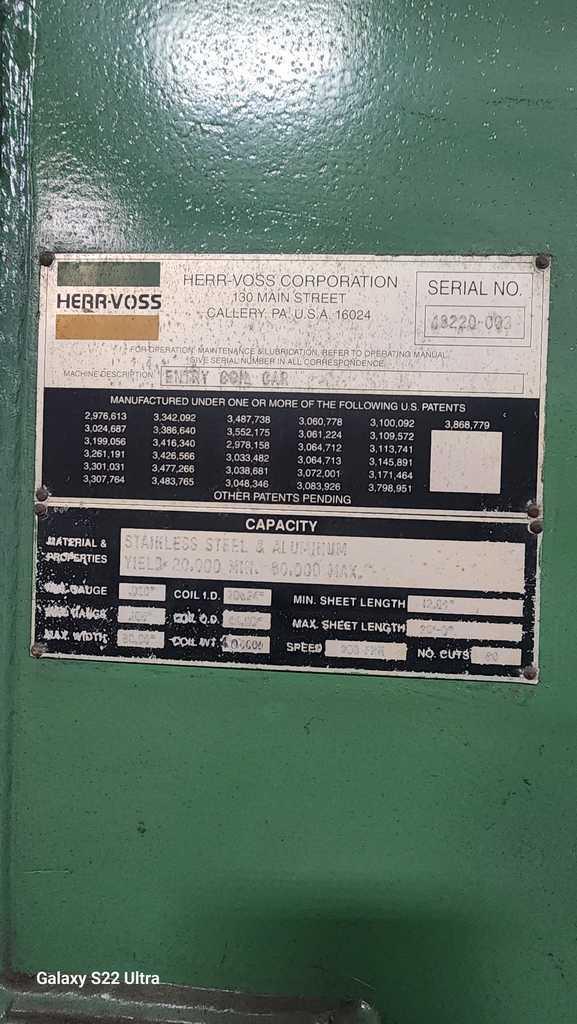 HERR-VOSS
HERR-VOSS CORPORATION
130 MAIN STREET
CALLERY, PA. U.S.A. 16024
SERIAL NO.
FOR OPERATION, MAINTENANCE & LUBRICATION, REFER TO OPERATING MANUAL.
GIVE SERIAL NUMBER IN ALL CORRESPONDENCE.
MACHINE DESCRIPTION ENTRY COIL CAR
MANUFACTURED UNDER ONE OR MORE OF THE FOLLOWING U.S. PATENTS
2,976,613 3,342,092 3,487,738 3,060,778 3,100,092 3,868,779
3,024,687 3,386,640 3,552,175 3,061,224 3,109,572
3,199,056 3,416,340 2,978,158 3,064,712 3,113,741
3,261,191 3,426,566 3,033,482 3,064,713 3,145,891
3,301,031 3,477,266 3,038,681 3,072,001 3,171,464
3,307,764 3,483,765 3,048,346 3,083,926 3,798,951
OTHER PATENTS PENDING
CAPACITY
MATERIAL & PROPERTIES
STAINLESS STEEL & ALUMINUM
YIELD 20,000 MIN. 80,000 MAX.
GAUGE COIL I.D. MIN. SHEET LENGTH
GAUGE COIL O.D. MAX. SHEET LENGTH
MAX. WIDTH COIL WT. SPEED NO. CUTS
Galaxy S22 Ultra